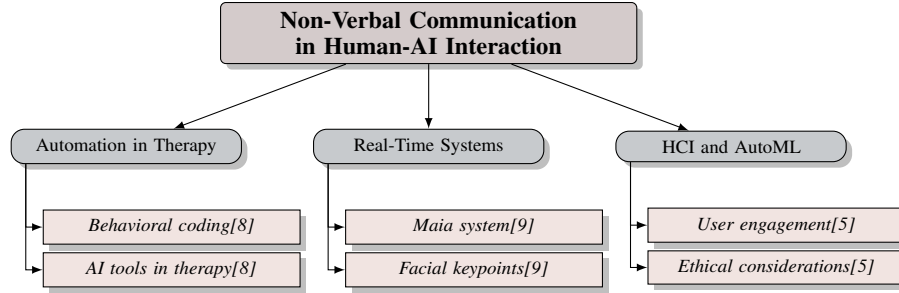 Non-Verbal Communication
in Human-AI Interaction
Automation in Therapy
Real-Time Systems
HCI and AutoML
Behavioral coding[8]
AI tools in therapy[8]
Maia system[9]
Facial keypoints[9]
User engagement[5]
Ethical considerations[5]